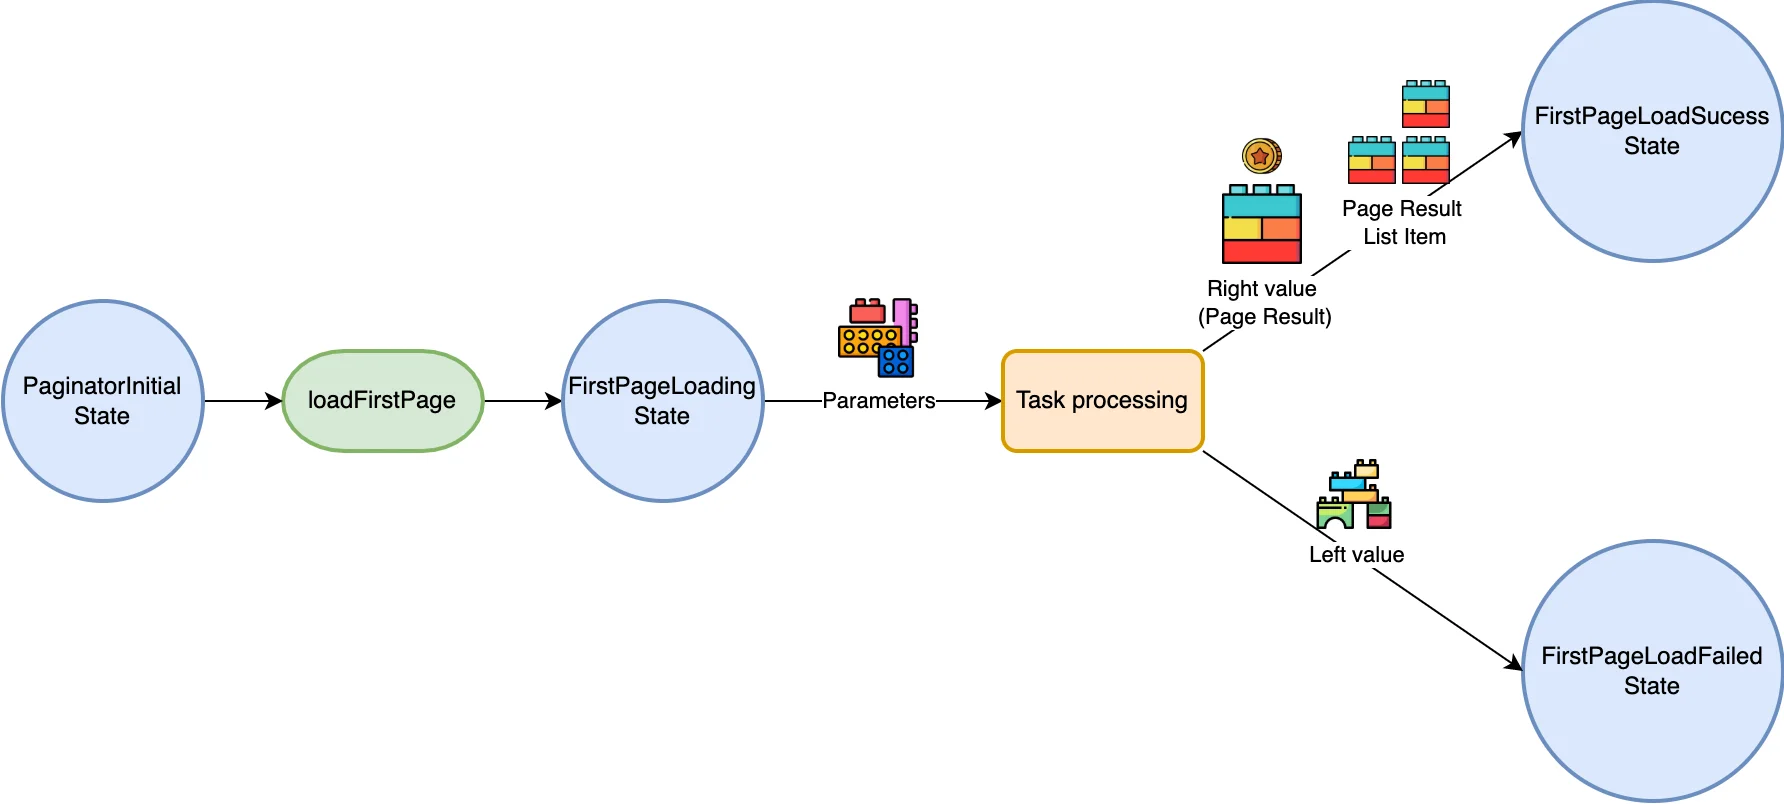 PaginatorInitial
State
loadFirstPage
FirstPageLoading
State
Parameters
Task processing
Right value
(Page Result)
Page Result
List Item
FirstPageLoadSucess
State
Left value
FirstPageLoadFailed
State